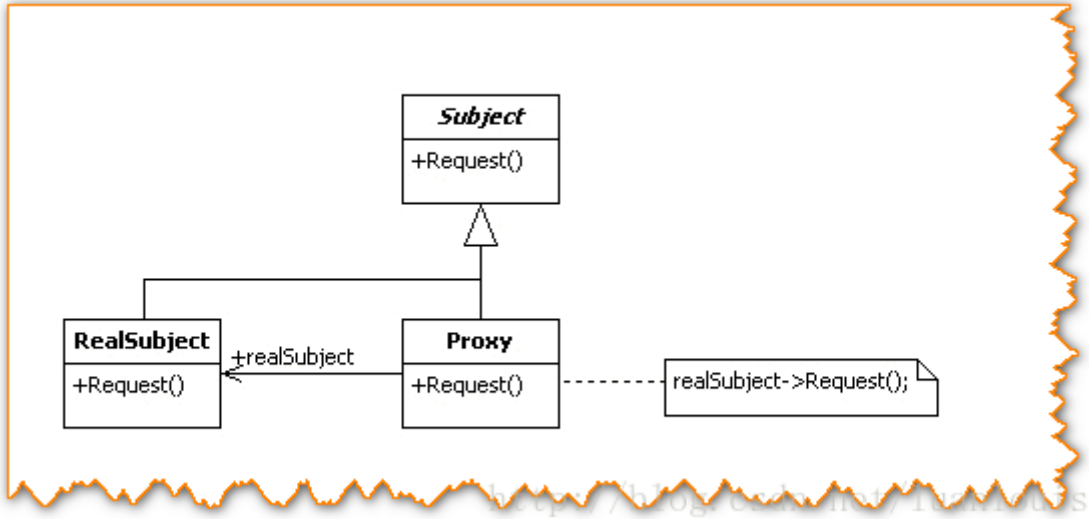 Subject
+Request()
RealSubject
+Request()
+realSubject
Proxy
+Request()
realSubject->Request();